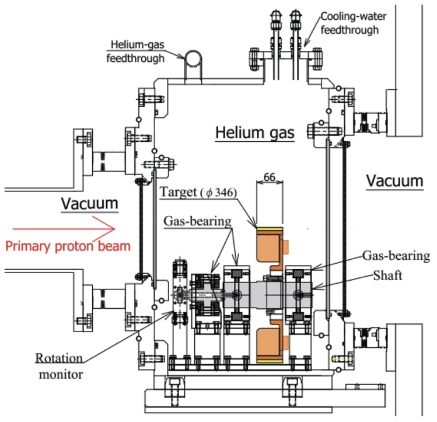 Cooling-water
feedthrough
Helium-gas
feedthrough
Helium gas
66
Target (ϕ346)
Vacuum
Vacuum
Gas-bearing
Primary proton beam
Gas-bearing
Shaft
Rotation
monitor